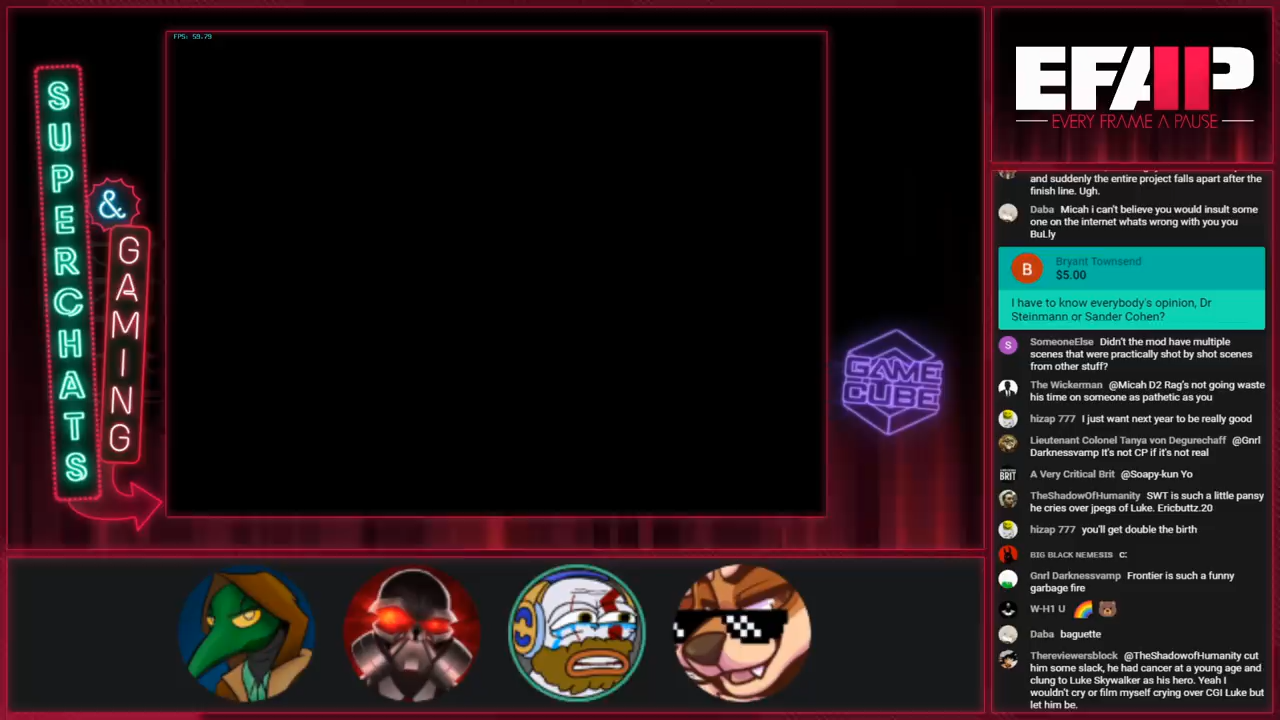 FPS: 59.79
SUPERCHATS
&
GAMING
GAME
CUBE
EFAP
EVERY FRAME A PAUSE
and suddenly the entire project falls apart after the
finish line. Ugh.
Daba Micah i can't believe you would insult some
one on the internet whats wrong with you you
BuLly
B
Bryant Townsend
$5.00
I have to know everybody's opinion, Dr
Steinmann or Sander Cohen?
S
SomeoneElse Didn't the mod have multiple
scenes that were practically shot by shot scenes
from other stuff?
The Wickerman @Micah D2 Rag's not going waste
his time on someone as pathetic as you
hizap 777 I just want next year to be really good
Lieutenant Colonel Tanya von Degurechaff @Gnrl
Darknessvamp It's not CP if it's not real
BRIT
A Very Critical Brit @Soapy-kun Yo
TheShadowOfHumanity SWT is such a little pansy
he cries over jpegs of Luke. Ericbuttz.20
hizap 777 you'll get double the birth
BIG BLACK NEMESIS C:
Gnrl Darknessvamp Frontier is such a funny
garbage fire
W-H1 U
Daba baguette
Thereviewersblock @TheShadowofHumanity cut
him some slack, he had cancer at a young age and
clung to Luke Skywalker as his hero. Yeah I
wouldn't cry or film myself crying over CGI Luke but
let him be.